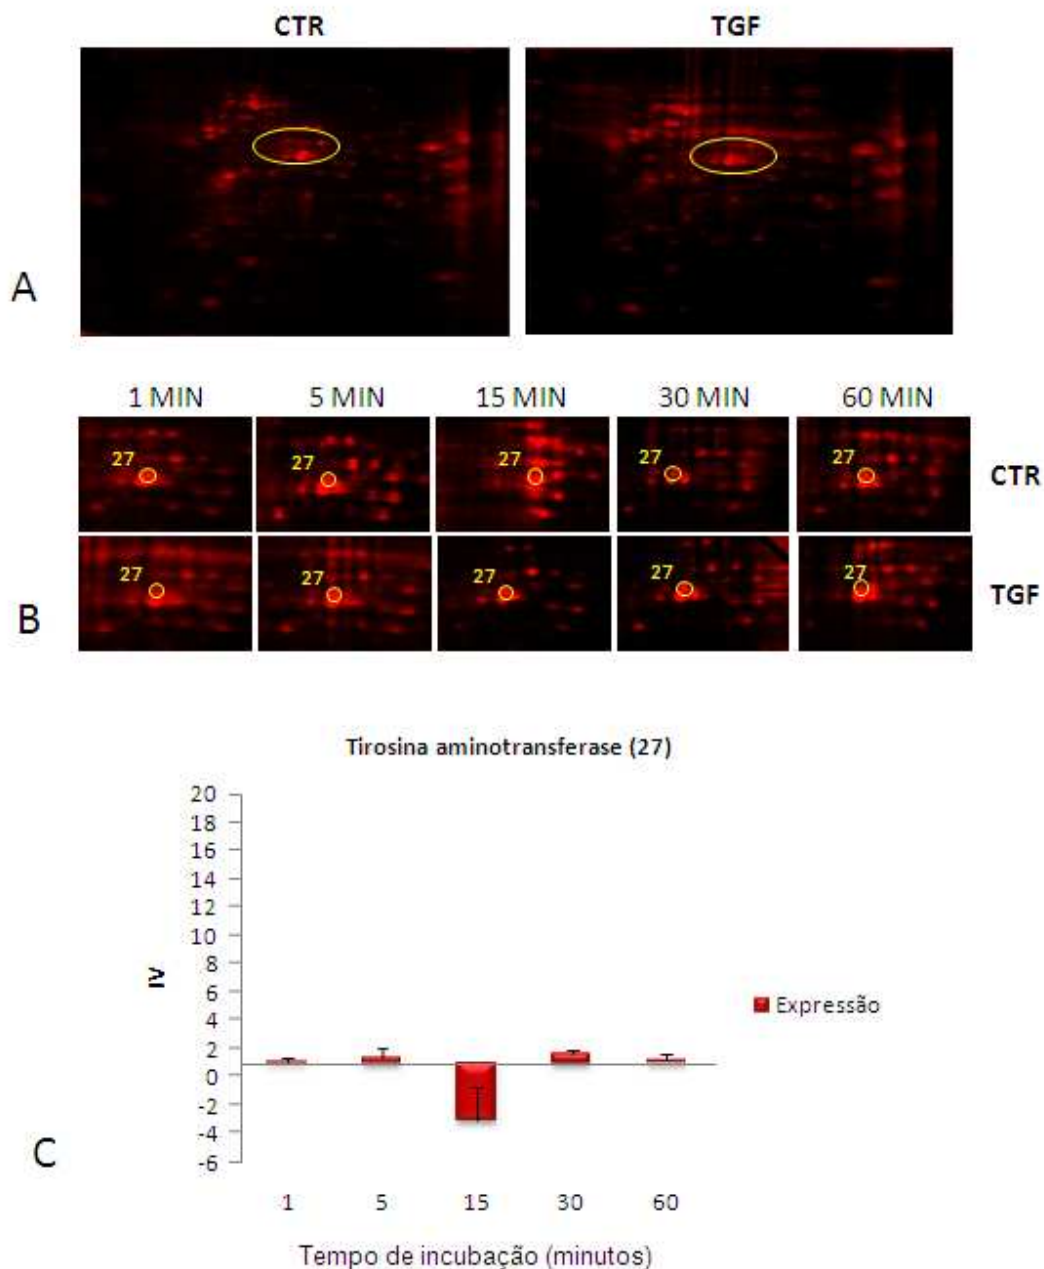 CTR TGF
A
1 MIN 5 MIN 15 MIN 30 MIN 60 MIN
27 27 27 27 27
CTR
27 27 27 27 27
TGF
B
Tirosina aminotransferase (27)
20
18
16
14
12
10
8
6
4
2
0
-2
-4
-6
IV
Expressão
C
1 5 15 30 60
Tempo de incubação (minutos)